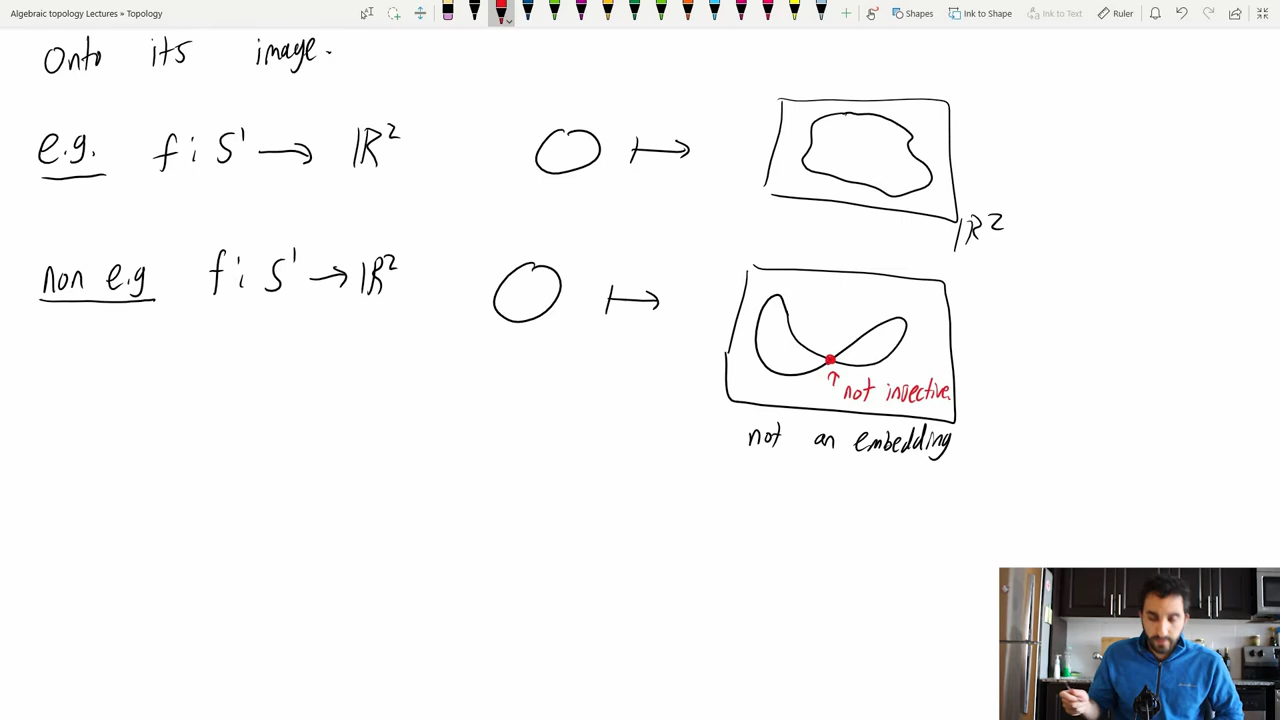 Algebraic topology Lectures » Topology
Shapes
Ink to Shape
Ink to Text
Ruler
Onto its image.
e.g. f : S¹ ⟶ ℝ²
ℝ²
non e.g f : S¹ → ℝ²
↑ not injective.
not an embedding